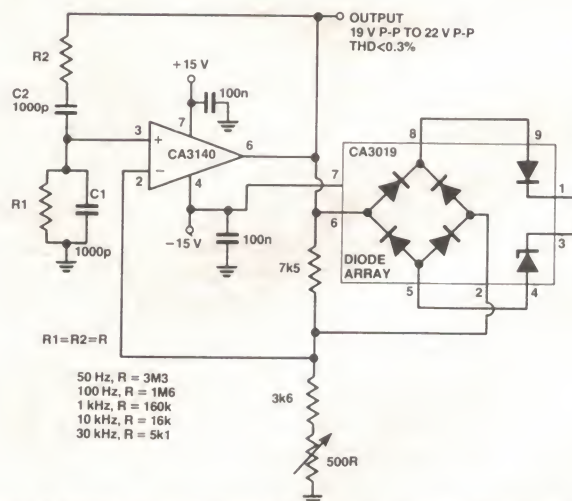 OUTPUT
19 V P-P TO 22 V P-P
THD<0.3%
R2
+15 V
C2
1000p
100n
7
3
+
CA3140
6
2
−
4
8
9
CA3019
7
1
R1
C1
6
3
−15 V
100n
1000p
7k5
DIODE
ARRAY
5
2
4
R1=R2=R
50 Hz, R = 3M3
100 Hz, R = 1M6
1 kHz, R = 160k
10 kHz, R = 16k
30 kHz, R = 5k1
3k6
500R